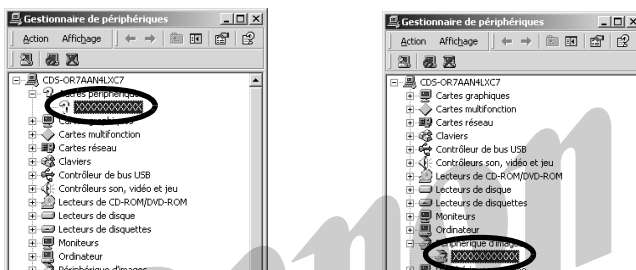 Gestionnaire de périphériques
Action Affichage
CDS-OR7AAN4LXC7
Autres périphériques
XXXXXXXXXXXX
Cartes graphiques
Cartes multifonction
Cartes réseau
Claviers
Contrôleur de bus USB
Contrôleurs son, vidéo et jeu
Lecteurs de CD-ROM/DVD-ROM
Lecteurs de disque
Lecteurs de disquettes
Moniteurs
Ordinateur
Périphérique d'images
Gestionnaire de périphériques
Action Affichage
CDS-OR7AAN4LXC7
Cartes graphiques
Cartes multifonction
Cartes réseau
Claviers
Contrôleur de bus USB
Contrôleurs son, vidéo et jeu
Lecteurs de CD-ROM/DVD-ROM
Lecteurs de disque
Lecteurs de disquettes
Moniteurs
Ordinateur
Périphérique d'images
XXXXXXXXXXXX